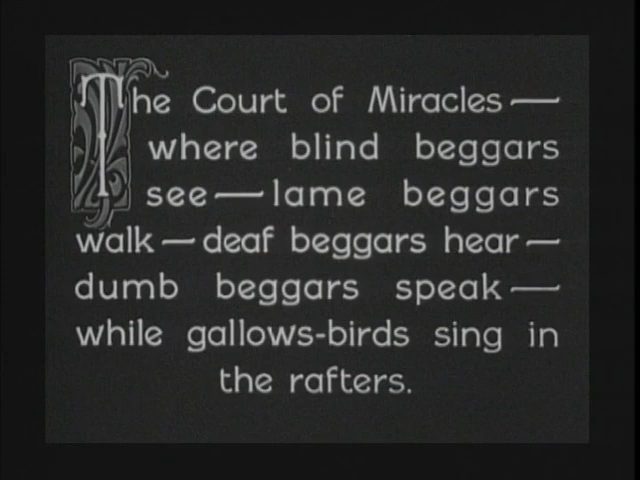 The Court of Miracles—
where blind beggars
see—lame beggars
walk—deaf beggars hear—
dumb beggars speak—
while gallows-birds sing in
the rafters.